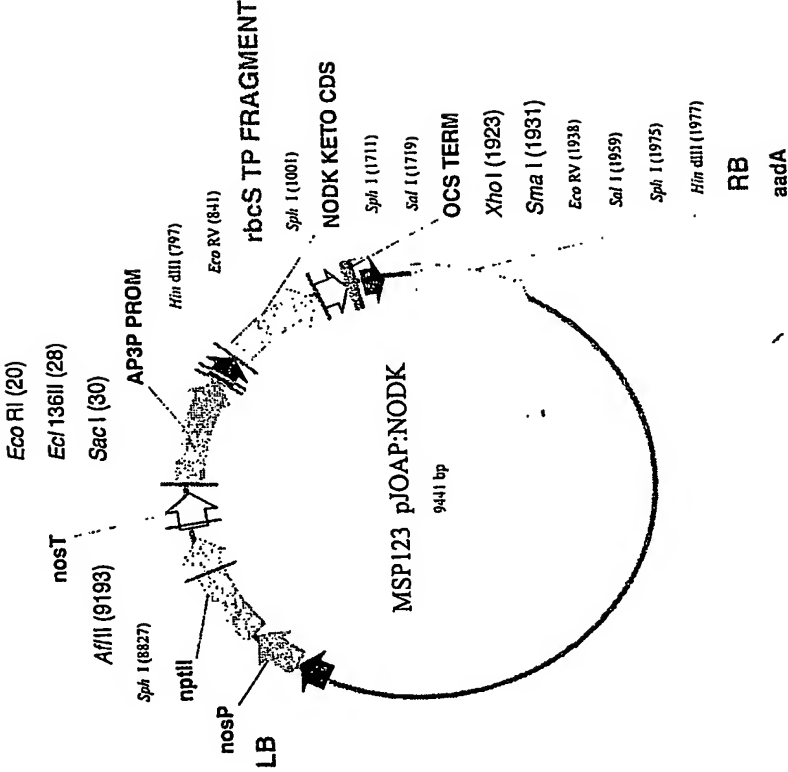 Eco RI (20)
Ecl 136II (28)
Sac I (30)
nosT
AflII (9193)
Sph I (8827)
nptII
nosP
LB
AP3P PROM
Hin dIII (797)
Eco RV (841)
rbcS TP FRAGMENT
Sph I (1001)
NODK KETO CDS
Sph I (1711)
Sal I (1719)
OCS TERM
Xho I (1923)
Sma I (1931)
Eco RV (1938)
Sal I (1959)
Sph I (1975)
Hin dIII (1977)
RB
aadA
MSP123 pJOAP:NODK
9441 bp